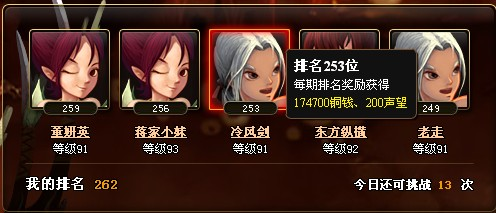 259
256
253
249
排名253位
每期排名奖励获得
174700铜钱、200声望
董妍英
蒋家小妹
冷风剑
东方纵横
老走
等级91
等级93
等级91
等级92
等级91
我的排名 262
今日还可挑战 13 次